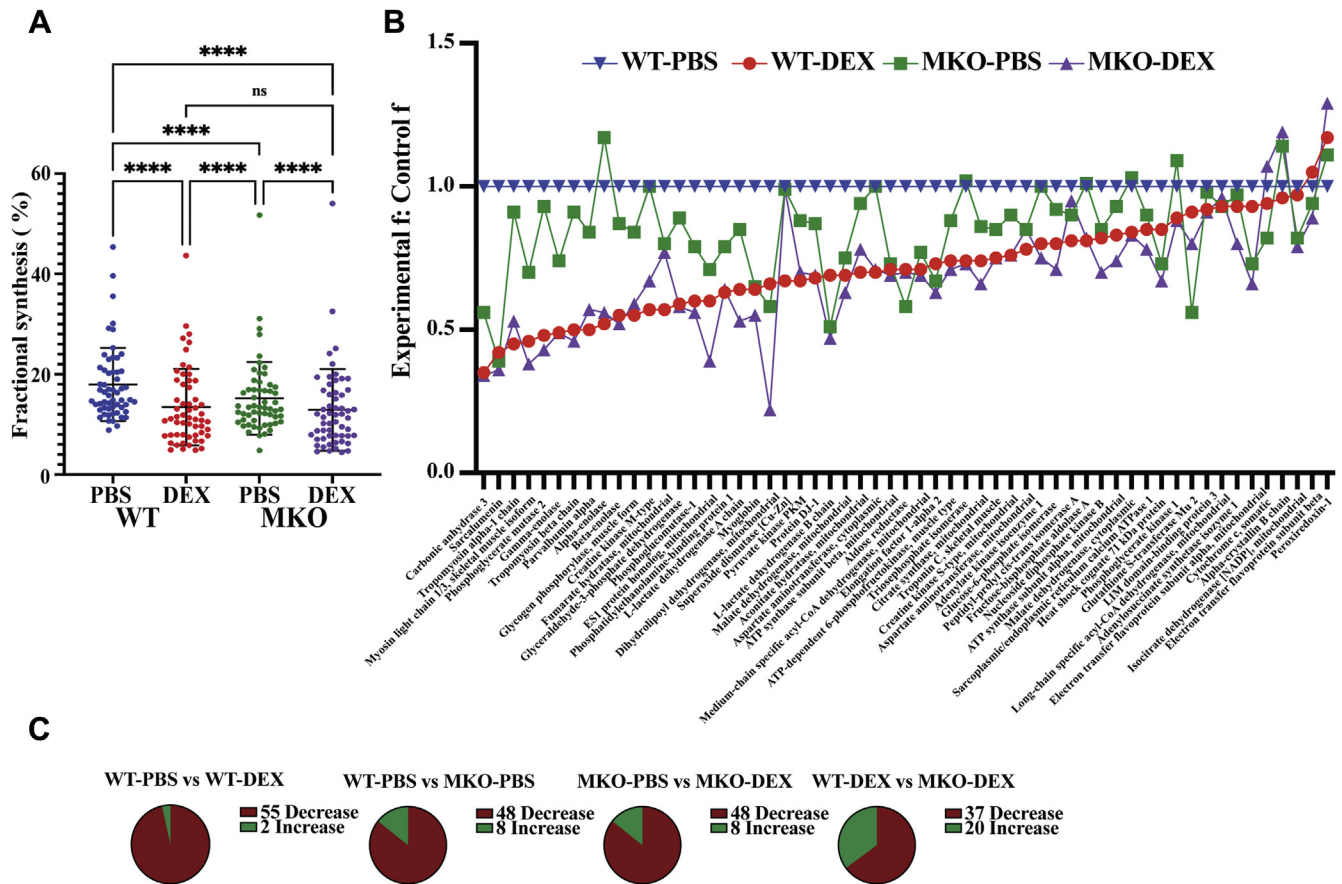 A
B
****
ns
****
**** **** ****
Fractional synthesis (%)
60
40
20
0
PBS DEX PBS DEX
WT MKO
Experimental f: Control f
1.5
1.0
0.5
0.0
WT-PBS WT-DEX MKO-PBS MKO-DEX
Carbonic anhydrase 3
Sarcalumenin
Tropomyosin alpha-1 chain
Myosin light chain 1/3, skeletal muscle isoform
Phosphoglycerate mutase 2
Gamma-enolase
Tropomyosin beta chain
Parvalbumin alpha
Alpha-enolase
Beta-enolase
Glycogen phosphorylase, muscle form
Creatine kinase M-type
Fumarate hydratase, mitochondrial
Glyceraldehyde-3-phosphate dehydrogenase
Phosphoglucomutase-1
ES1 protein homolog, mitochondrial
Phosphatidylethanolamine-binding protein 1
L-lactate dehydrogenase A chain
Myoglobin
Dihydrolipoyl dehydrogenase, mitochondrial
Superoxide dismutase [Cu-Zn]
Pyruvate kinase PKM
Protein DJ-1
L-lactate dehydrogenase B chain
Malate dehydrogenase, mitochondrial
Aconitate hydratase, mitochondrial
Aspartate aminotransferase, cytoplasmic
ATP synthase subunit beta, mitochondrial
Aldose reductase
Medium-chain specific acyl-CoA dehydrogenase, mitochondrial
Elongation factor 1-alpha 2
ATP-dependent 6-phosphofructokinase, muscle type
Triosephosphate isomerase
Citrate synthase, mitochondrial
Troponin C, skeletal muscle
Creatine kinase S-type, mitochondrial
Aspartate aminotransferase, mitochondrial
Adenylate kinase isoenzyme 1
Glucose-6-phosphate isomerase
Peptidyl-prolyl cis-trans isomerase A
Fructose-bisphosphate aldolase A
Nucleoside diphosphate kinase B
ATP synthase subunit alpha, mitochondrial
Malate dehydrogenase, cytoplasmic
Sarcoplasmic/endoplasmic reticulum calcium ATPase 1
Heat shock cognate 71 kDa protein
Phosphoglycerate kinase 1
Glutathione S-transferase Mu 2
LIM domain-binding protein 3
Long-chain specific acyl-CoA dehydrogenase, mitochondrial
Adenylosuccinate synthetase isozyme 1
Electron transfer flavoprotein subunit alpha, mitochondrial
Cytochrome c, somatic
Alpha-crystallin B chain
Isocitrate dehydrogenase [NADP], mitochondrial
Electron transfer flavoprotein subunit beta
Peroxiredoxin-1
C
WT-PBS vs WT-DEX
55 Decrease
2 Increase
WT-PBS vs MKO-PBS
48 Decrease
8 Increase
MKO-PBS vs MKO-DEX
48 Decrease
8 Increase
WT-DEX vs MKO-DEX
37 Decrease
20 Increase